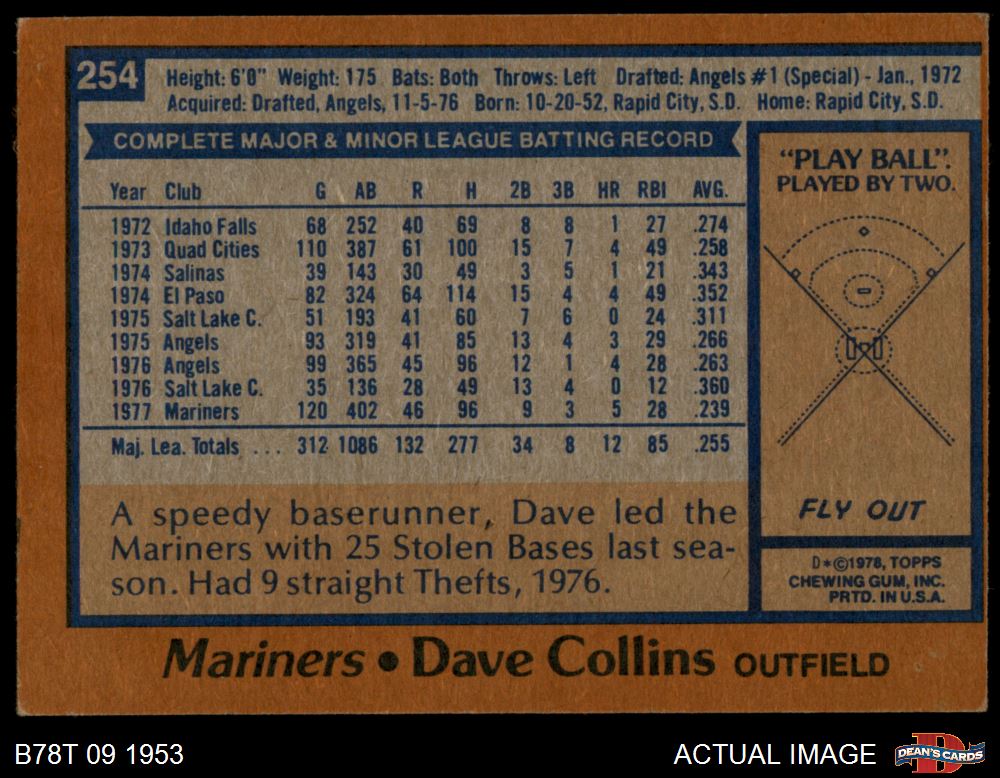 254
Height: 6'0" Weight: 175 Bats: Both Throws: Left Drafted: Angels #1 (Special) - Jan., 1972
Acquired: Drafted, Angels, 11-5-76 Born: 10-20-52, Rapid City, S.D. Home: Rapid City, S.D.
COMPLETE MAJOR & MINOR LEAGUE BATTING RECORD
Year Club G AB R H 2B 3B HR RBI AVG.
1972 Idaho Falls 68 252 40 69 8 8 1 27 .274
1973 Quad Cities 110 387 61 100 15 7 4 49 .258
1974 Salinas 39 143 30 49 3 5 1 21 .343
1974 El Paso 82 324 64 114 15 4 4 49 .352
1975 Salt Lake C. 51 193 41 60 7 6 0 24 .311
1975 Angels 93 319 41 85 13 4 3 29 .266
1976 Angels 99 365 45 96 12 1 4 28 .263
1976 Salt Lake C. 35 136 28 49 13 4 0 12 .360
1977 Mariners 120 402 46 96 9 3 5 28 .239
Maj. Lea. Totals ... 312 1086 132 277 34 8 12 85 .255
A speedy baserunner, Dave led the
Mariners with 25 Stolen Bases last sea-
son. Had 9 straight Thefts, 1976.
"PLAY BALL".
PLAYED BY TWO.
FLY OUT
D*©1978, TOPPS
CHEWING GUM, INC.
PRTD. IN U.S.A.
Mariners • Dave Collins OUTFIELD
B78T 09 1953
ACTUAL IMAGE
D
DEAN'S CARDS